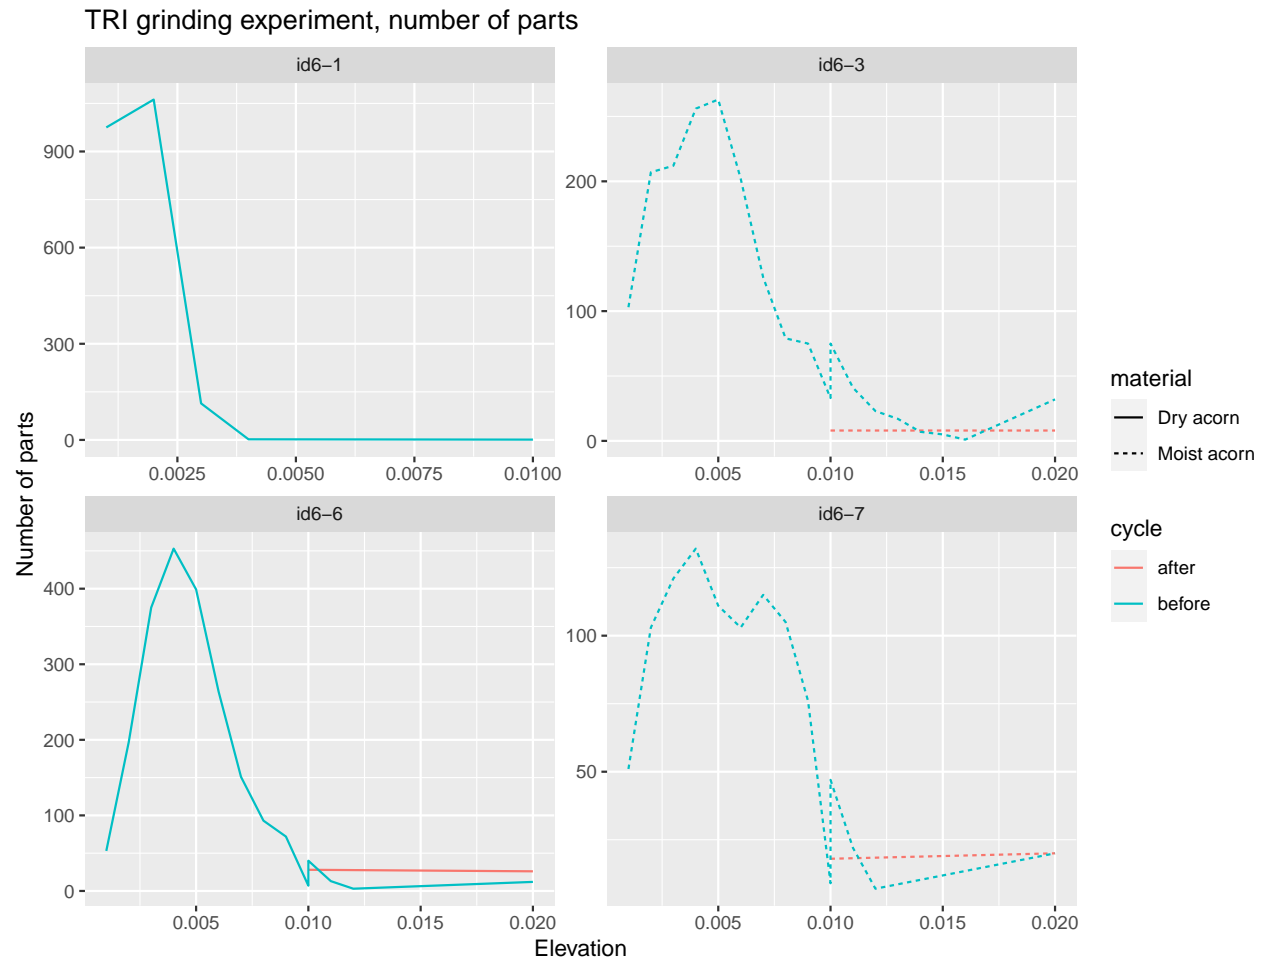 TRI grinding experiment, number of parts
id6−1
id6−3
900
600
300
0
200
100
0
0.0025 0.0050 0.0075 0.0100
0.005 0.010 0.015 0.020
id6−6
id6−7
400
300
200
100
0
100
50
0.005 0.010 0.015 0.020
0.005 0.010 0.015 0.020
Number of parts
Elevation
material
Dry acorn
Moist acorn
cycle
after
before